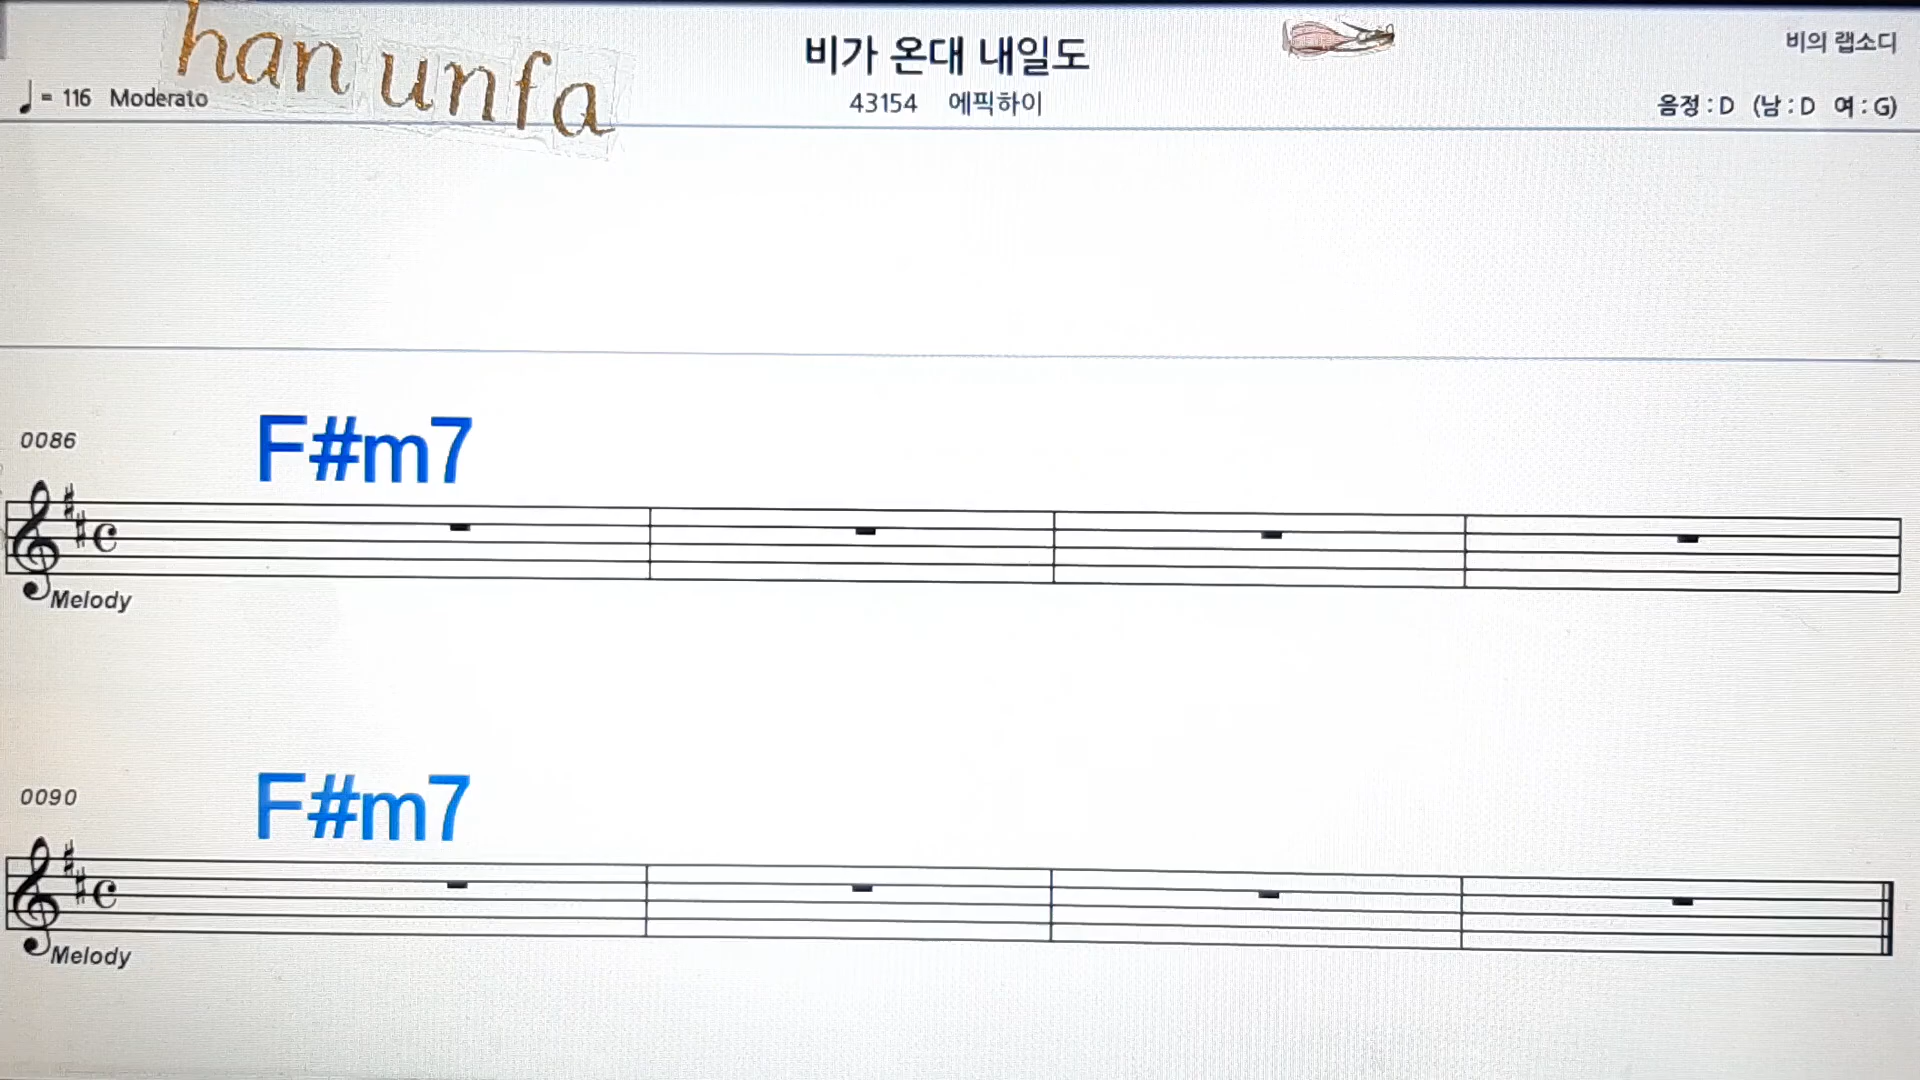 han unfa
♩= 116 Moderato
비가 온대 내일도
43154 에픽하이
비의 랩소디
음정 : D (남 : D 여 : G)
0086
F#m7
Melody
0090
F#m7
Melody